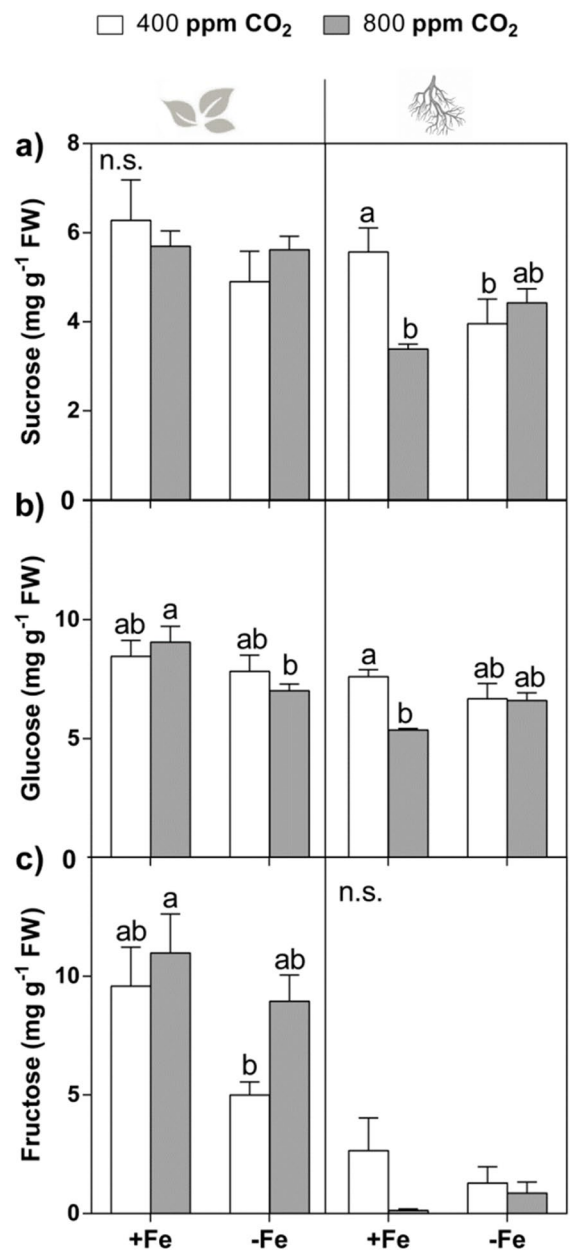 400 ppm CO₂ 800 ppm CO₂
a)
Sucrose (mg g⁻¹ FW)
8
6
4
2
0
n.s.
a
b
b
ab
b)
Glucose (mg g⁻¹ FW)
10
5
0
ab
a
ab
b
a
b
ab
ab
c)
Fructose (mg g⁻¹ FW)
10
5
0
ab
a
b
ab
n.s.
+Fe -Fe +Fe -Fe